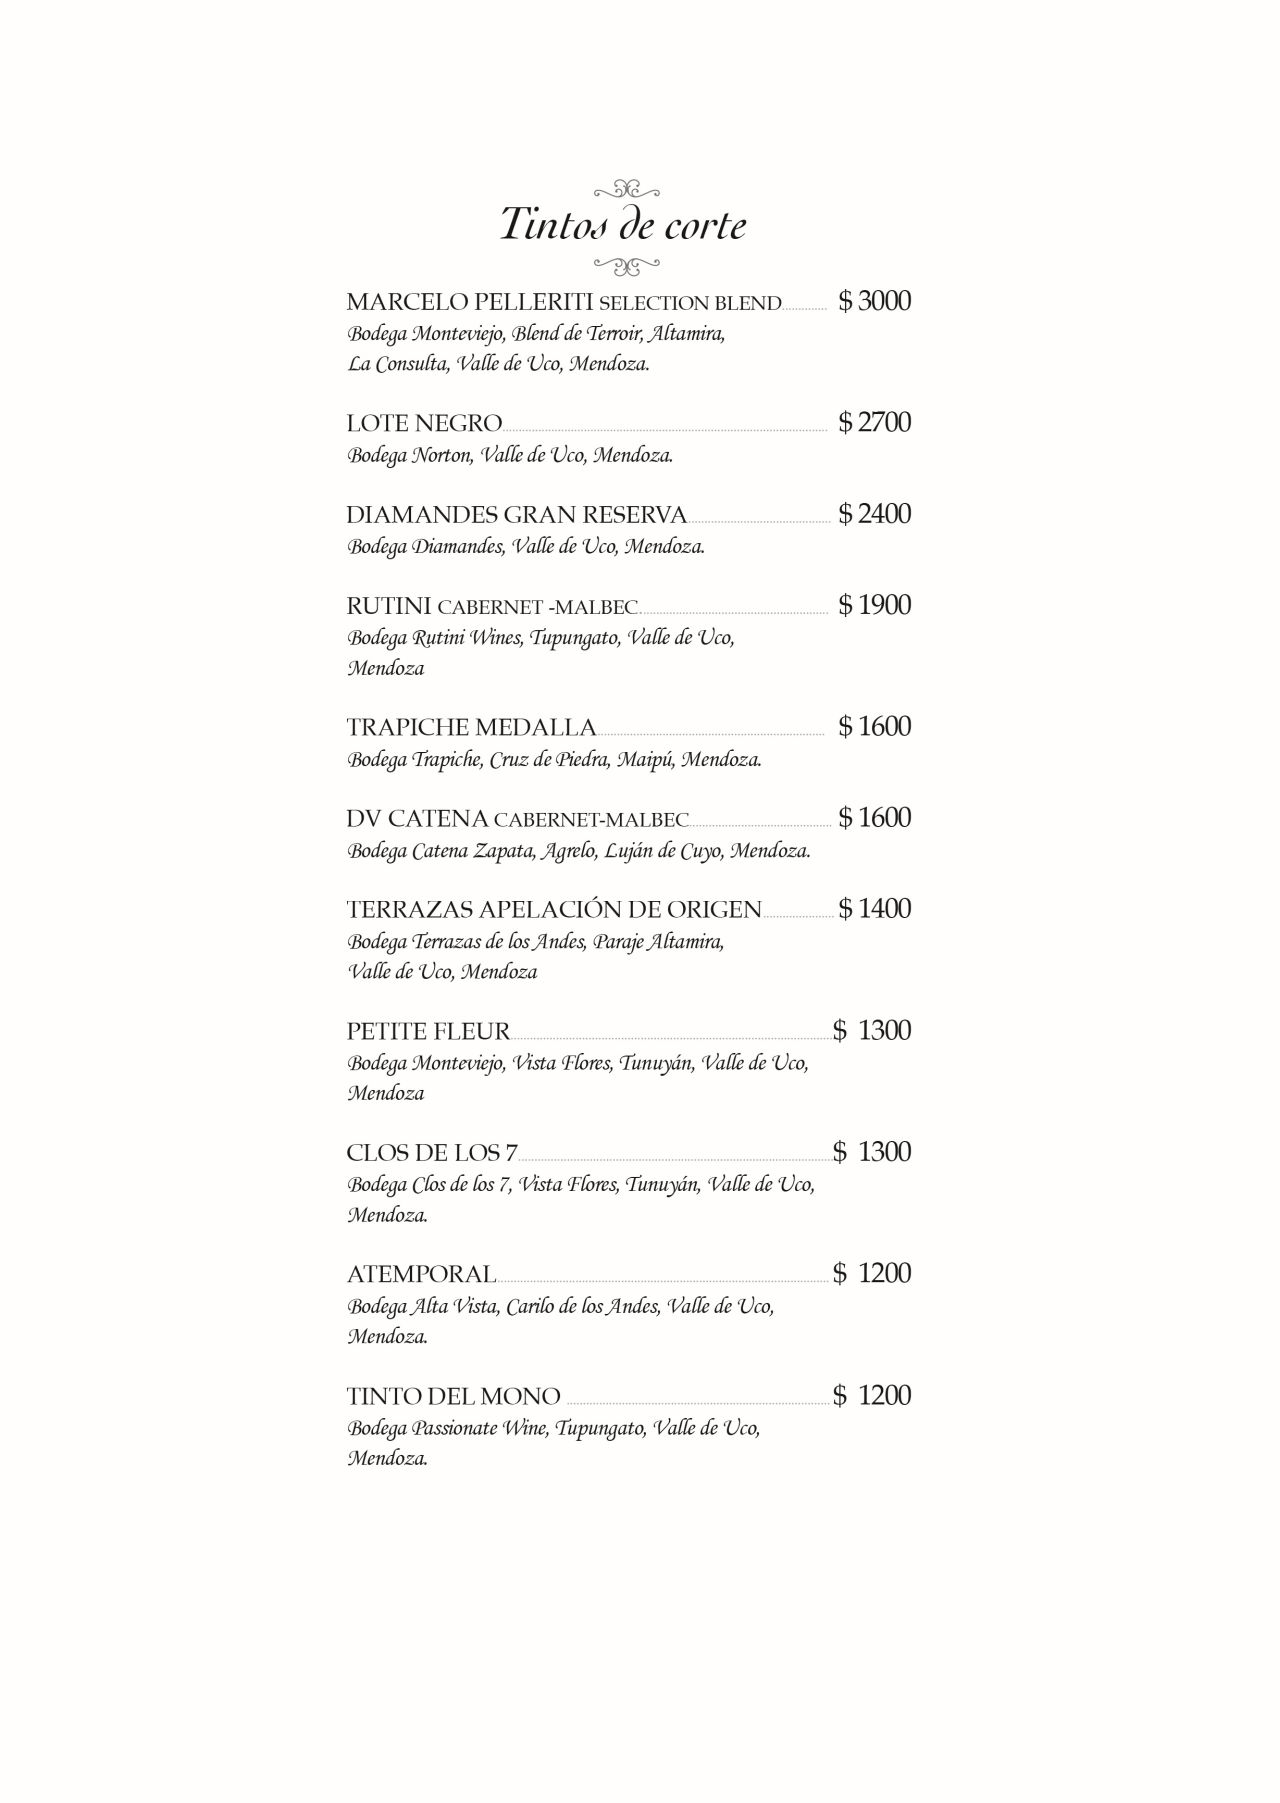 Tintos de corte
MARCELO PELLERITI SELECTION BLEND.......... $ 3000
Bodega Monteviejo, Blend de Terroir, Altamira,
La Consulta, Valle de Uco, Mendoza.
LOTE NEGRO.......... $ 2700
Bodega Norton, Valle de Uco, Mendoza.
DIAMANDES GRAN RESERVA.......... $ 2400
Bodega Diamandes, Valle de Uco, Mendoza.
RUTINI CABERNET -MALBEC.......... $ 1900
Bodega Rutini Wines, Tupungato, Valle de Uco,
Mendoza
TRAPICHE MEDALLA.......... $ 1600
Bodega Trapiche, Cruz de Piedra, Maipú, Mendoza.
DV CATENA CABERNET-MALBEC.......... $ 1600
Bodega Catena Zapata, Agrelo, Luján de Cuyo, Mendoza.
TERRAZAS APELACIÓN DE ORIGEN.......... $ 1400
Bodega Terrazas de los Andes, Paraje Altamira,
Valle de Uco, Mendoza
PETITE FLEUR.......... $ 1300
Bodega Monteviejo, Vista Flores, Tunuyán, Valle de Uco,
Mendoza
CLOS DE LOS 7.......... $ 1300
Bodega Clos de los 7, Vista Flores, Tunuyán, Valle de Uco,
Mendoza.
ATEMPORAL.......... $ 1200
Bodega Alta Vista, Carilo de los Andes, Valle de Uco,
Mendoza.
TINTO DEL MONO .......... $ 1200
Bodega Passionate Wine, Tupungato, Valle de Uco,
Mendoza.